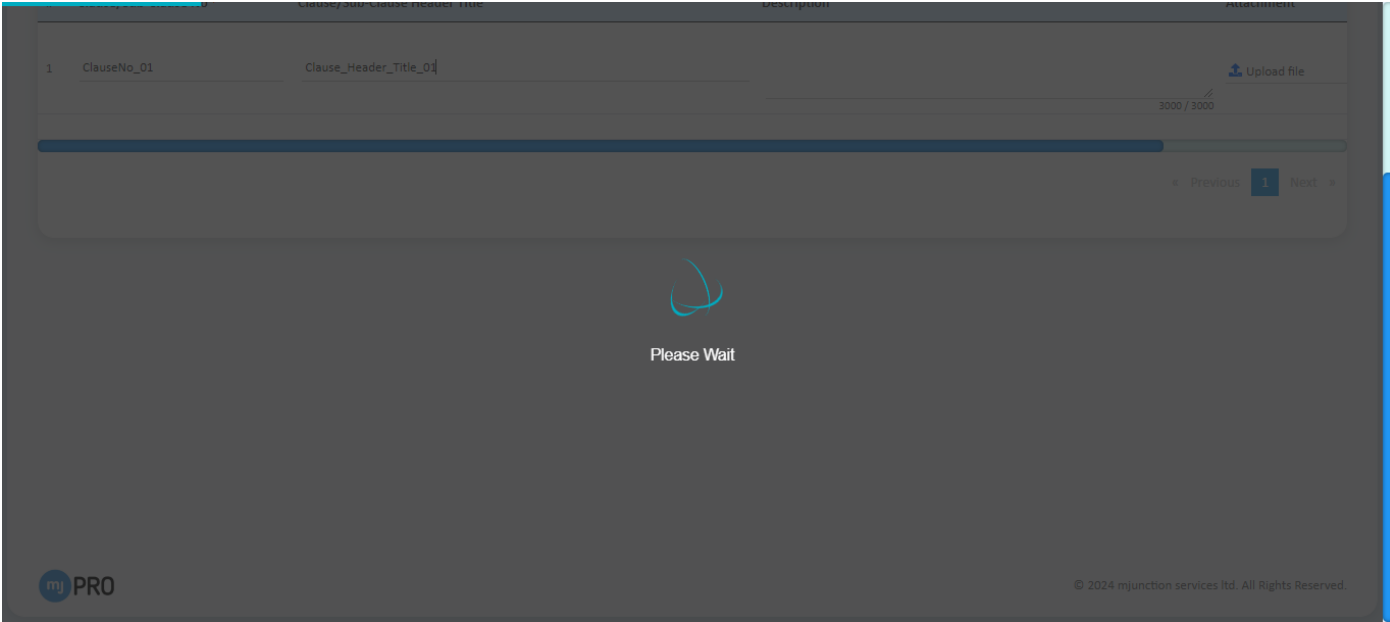 Clause/Sub-Clause Header Title Description Attachment
1 ClauseNo_01 Clause_Header_Title_01 Upload file
3000 / 3000
« Previous 1 Next »
Please Wait
mj PRO © 2024 mjunction services ltd. All Rights Reserved.